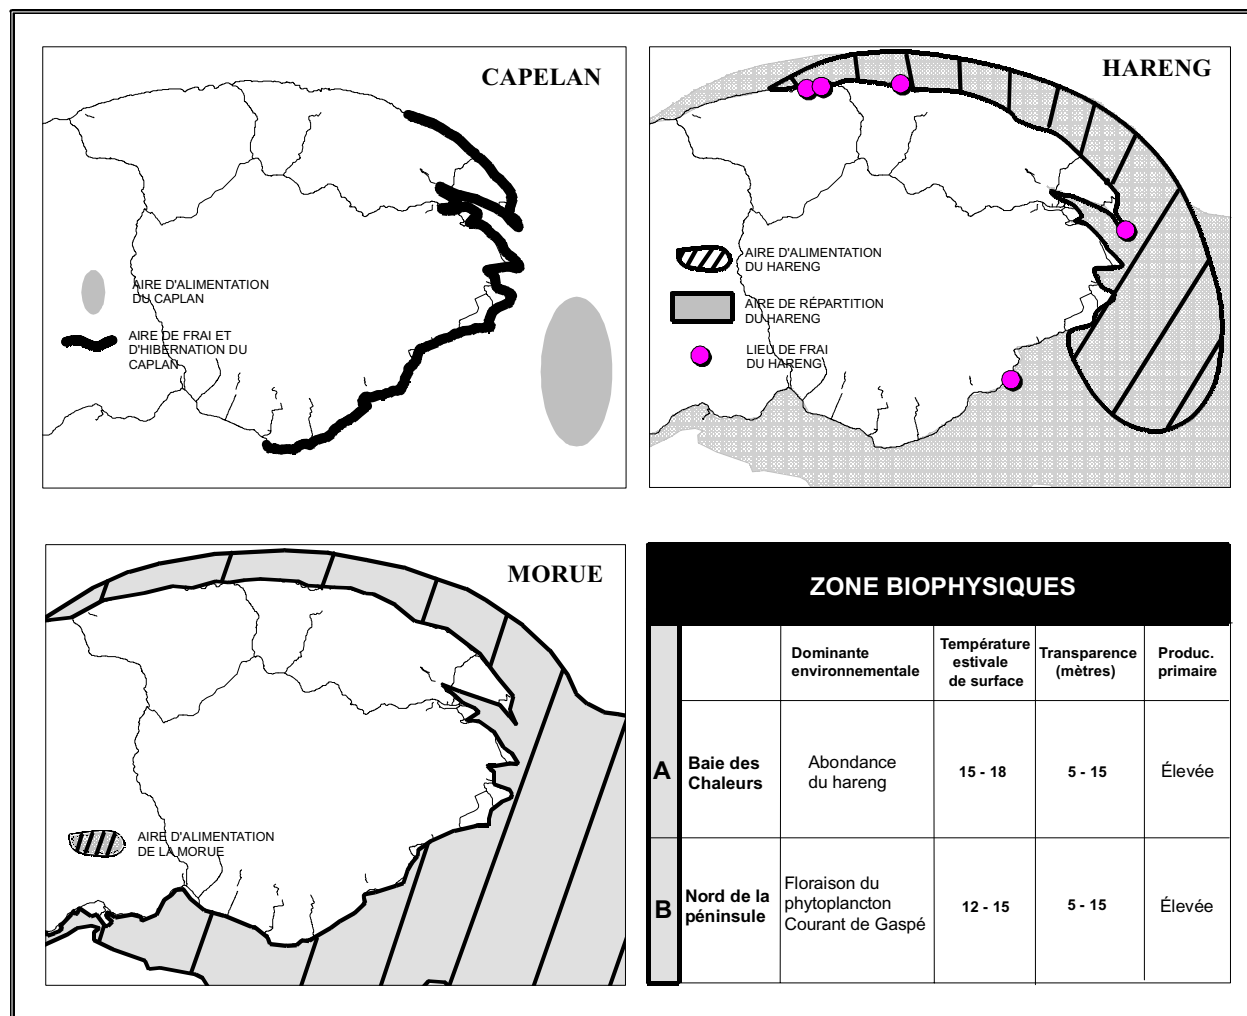 CAPELAN
AIRE D'ALIMENTATION
DU CAPLAN
AIRE DE FRAI ET
D'HIBERNATION DU
CAPLAN
HARENG
AIRE D'ALIMENTATION
DU HARENG
AIRE DE RÉPARTITION
DU HARENG
LIEU DE FRAI
DU HARENG
MORUE
AIRE D'ALIMENTATION
DE LA MORUE
ZONE BIOPHYSIQUES
Dominante
environnementale
Température
estivale
de surface
Transparence
(mètres)
Produc.
primaire
A
Baie des
Chaleurs
Abondance
du hareng
15 - 18
5 - 15
Élevée
B
Nord de la
péninsule
Floraison du
phytoplancton
Courant de Gaspé
12 - 15
5 - 15
Élevée